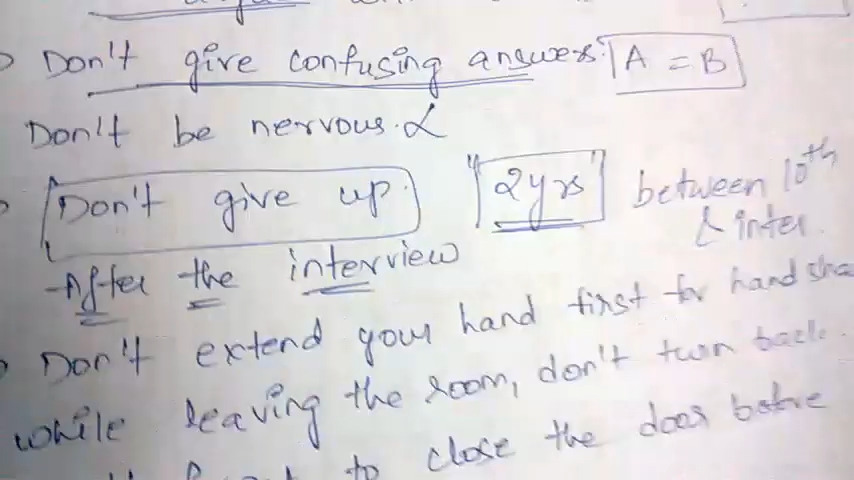 Don't give confusing answers. A = B
Don't be nervous.
Don't give up. "2yrs" between 10th
& inter.
After the interview
Don't extend your hand first for hand sha
while leaving the room, don't turn back.
to close the door before